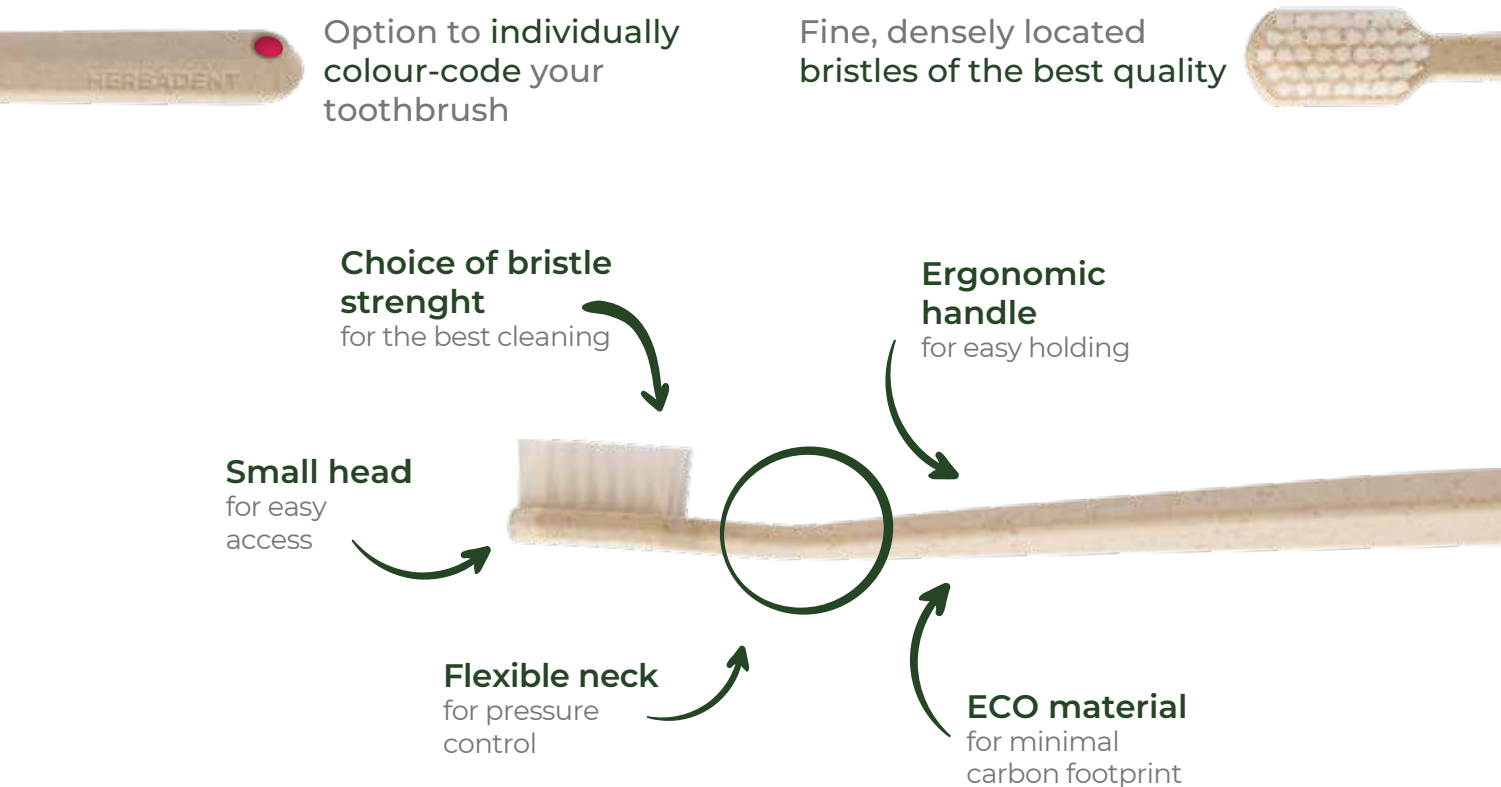 HERBADENT
Option to individually
colour-code your
toothbrush
Fine, densely located
bristles of the best quality
Choice of bristle
strenght
for the best cleaning
Ergonomic
handle
for easy holding
Small head
for easy
access
Flexible neck
for pressure
control
ECO material
for minimal
carbon footprint